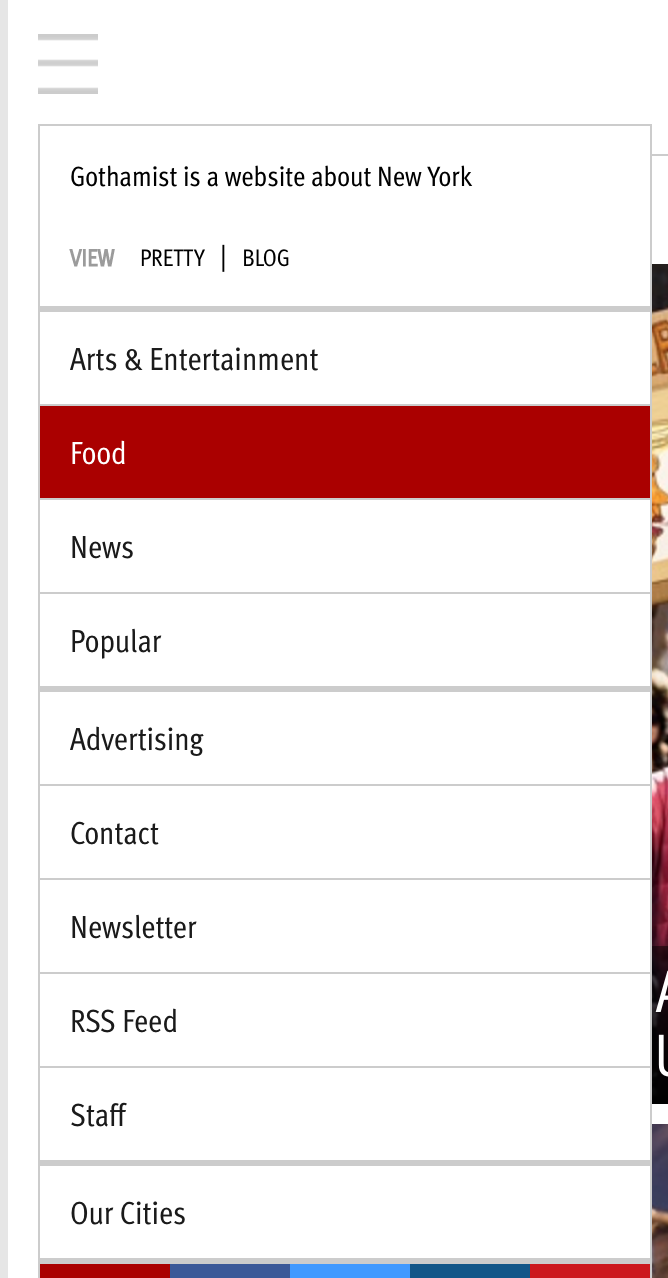 Gothamist is a website about New York
VIEW PRETTY | BLOG
Arts & Entertainment
Food
News
Popular
Advertising
Contact
Newsletter
RSS Feed
Staff
Our Cities